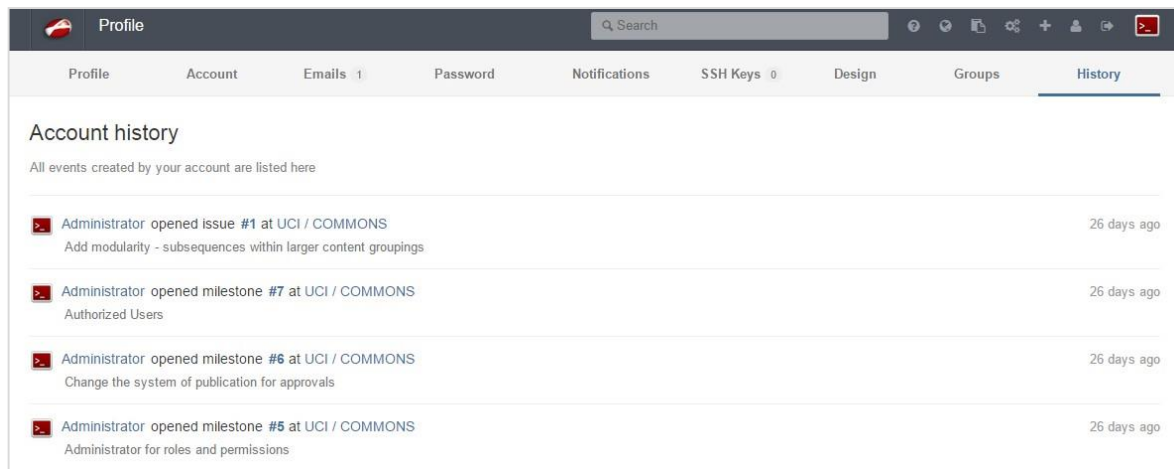 Profile
Search
Profile Account Emails 1 Password Notifications SSH Keys 0 Design Groups History
Account history
All events created by your account are listed here
Administrator opened issue #1 at UCI / COMMONS 26 days ago
Add modularity - subsequences within larger content groupings
Administrator opened milestone #7 at UCI / COMMONS 26 days ago
Authorized Users
Administrator opened milestone #6 at UCI / COMMONS 26 days ago
Change the system of publication for approvals
Administrator opened milestone #5 at UCI / COMMONS 26 days ago
Administrator for roles and permissions